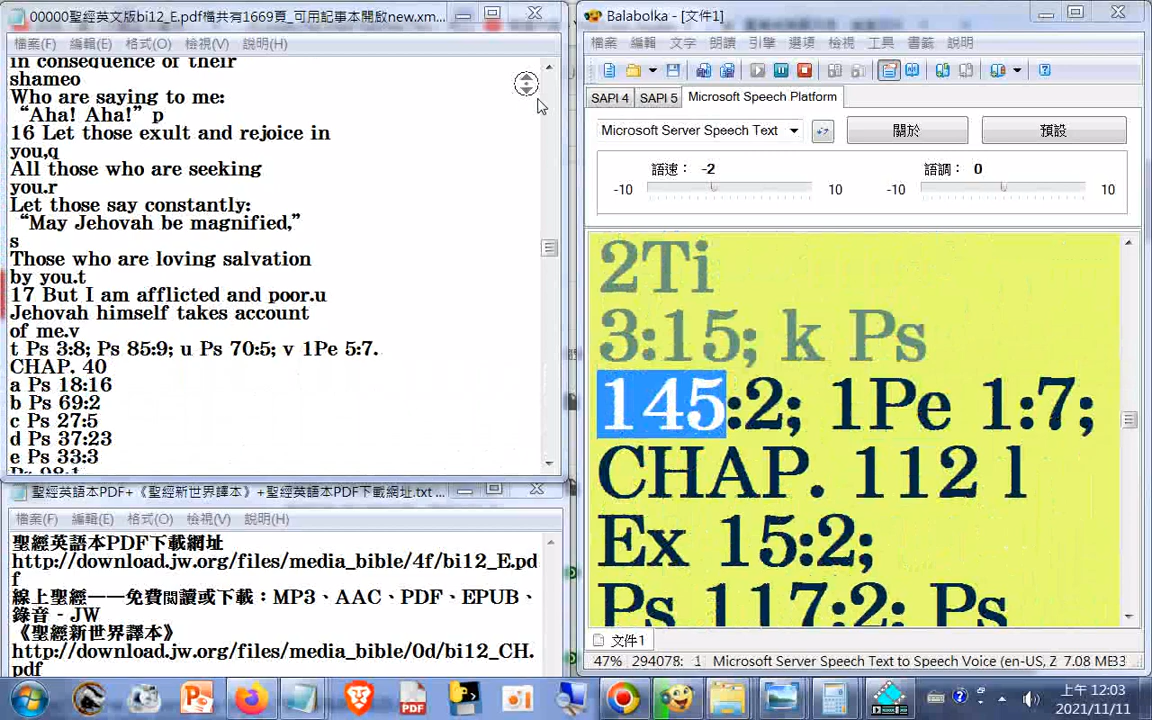 00000聖經英文版bi12_E.pdf檔共有1669頁_可用記事本開啟new.xm...
檔案(F) 編輯(E) 格式(O) 檢視(V) 說明(H)
in consequence of their
shameo
Who are saying to me:
“Aha! Aha!” p
16 Let those exult and rejoice in
you,q
All those who are seeking
you.r
Let those say constantly:
“May Jehovah be magnified,”
s
Those who are loving salvation
by you.t
17 But I am afflicted and poor.u
Jehovah himself takes account
of me.v
t Ps 3:8; Ps 85:9; u Ps 70:5; v 1Pe 5:7.
CHAP. 40
a Ps 18:16
b Ps 69:2
c Ps 27:5
d Ps 37:23
e Ps 33:3
Ps 98:1
聖經英語本PDF+《聖經新世界譯本》+聖經英語本PDF下載網址.txt ...
檔案(F) 編輯(E) 格式(O) 檢視(V) 說明(H)
聖經英語本PDF下載網址
http://download.jw.org/files/media_bible/4f/bi12_E.pd
f
線上聖經——免費閱讀或下載：MP3、AAC、PDF、EPUB、
錄音 - JW
《聖經新世界譯本》
http://download.jw.org/files/media_bible/0d/bi12_CH.
pdf
Balabolka - [文件1]
檔案 編輯 文字 朗讀 引擎 選項 檢視 工具 書籤 說明
SAPI 4 SAPI 5 Microsoft Speech Platform
Microsoft Server Speech Text 關於 預設
語速： -2 語調： 0
-10 10 -10 10
2Ti
3:15; k Ps
145:2; 1Pe 1:7;
CHAP. 112 l
Ex 15:2;
Ps 117:2; Ps
文件1
47% 294078: 1 Microsoft Server Speech Text to Speech Voice (en-US, Z 7.08 MB3
PDF
上午 12:03
2021/11/11